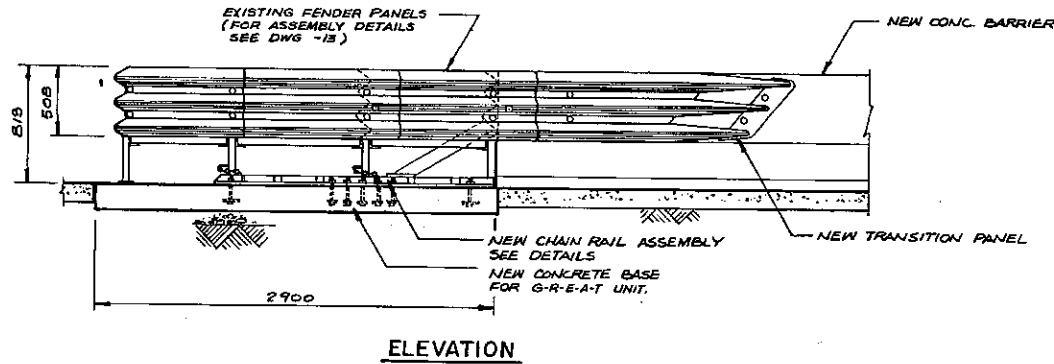 EXISTING FENDER PANELS
(FOR ASSEMBLY DETAILS
SEE DWG -13)
NEW CONC. BARRIER
818
508
NEW TRANSITION PANEL
NEW CHAIN RAIL ASSEMBLY
SEE DETAILS
NEW CONCRETE BASE
FOR G-R-E-A-T UNIT.
2900
ELEVATION